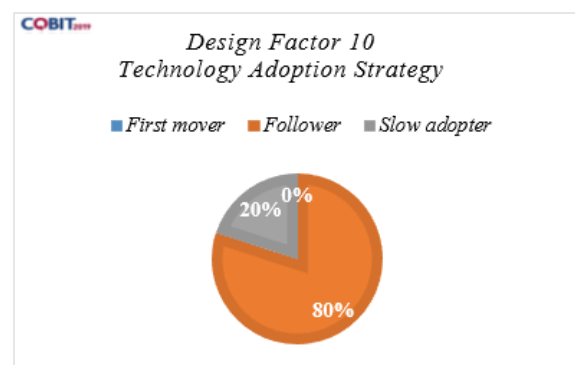 COBIT 2019
Design Factor 10
Technology Adoption Strategy
First mover Follower Slow adopter
0%
20%
80%